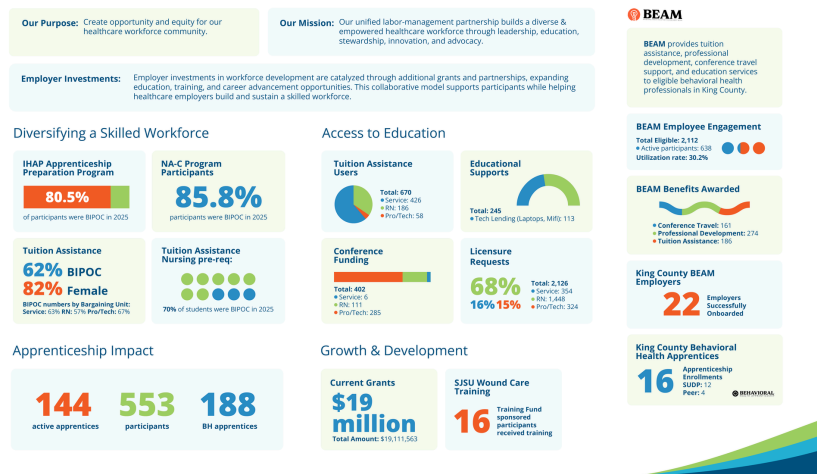 Our Purpose: Create opportunity and equity for our
healthcare workforce community.
Our Mission: Our unified labor-management partnership builds a diverse &
empowered healthcare workforce through leadership, education,
stewardship, innovation, and advocacy.
Employer Investments: Employer investments in workforce development are catalyzed through additional grants and partnerships, expanding
education, training, and career advancement opportunities. This collaborative model supports participants while helping
healthcare employers build and sustain a skilled workforce.
Diversifying a Skilled Workforce
IHAP Apprenticeship
Preparation Program
80.5%
of participants were BIPOC in 2025
NA-C Program
Participants
85.8%
participants were BIPOC in 2025
Tuition Assistance
62% BIPOC
82% Female
BIPOC numbers by Bargaining Unit:
Service: 63% RN: 57% Pro/Tech: 67%
Tuition Assistance
Nursing pre-req:
70% of students were BIPOC in 2025
Access to Education
Tuition Assistance
Users
Total: 670
Service: 426
RN: 186
Pro/Tech: 58
Educational
Supports
Total: 245
Tech Lending (Laptops, Mifi): 113
Conference
Funding
Total: 402
Service: 6
RN: 111
Pro/Tech: 285
Licensure
Requests
68%
16% 15%
Total: 2,126
Service: 354
RN: 1,448
Pro/Tech: 324
Apprenticeship Impact
144
active apprentices
553
participants
188
BH apprentices
Growth & Development
Current Grants
$19
million
Total Amount: $19,111,563
SJSU Wound Care
Training
16
Training Fund
sponsored
participants
received training
BEAM
BEAM provides tuition
assistance, professional
development, conference travel
support, and education services
to eligible behavioral health
professionals in King County.
BEAM Employee Engagement
Total Eligible: 2,112
Active participants: 638
Utilization rate: 30.2%
BEAM Benefits Awarded
Conference Travel: 161
Professional Development: 274
Tuition Assistance: 186
King County BEAM
Employers
22
Employers
Successfully
Onboarded
King County Behavioral
Health Apprentices
16
Apprenticeship
Enrollments
SUDP: 12
Peer: 4
BEHAVIORAL